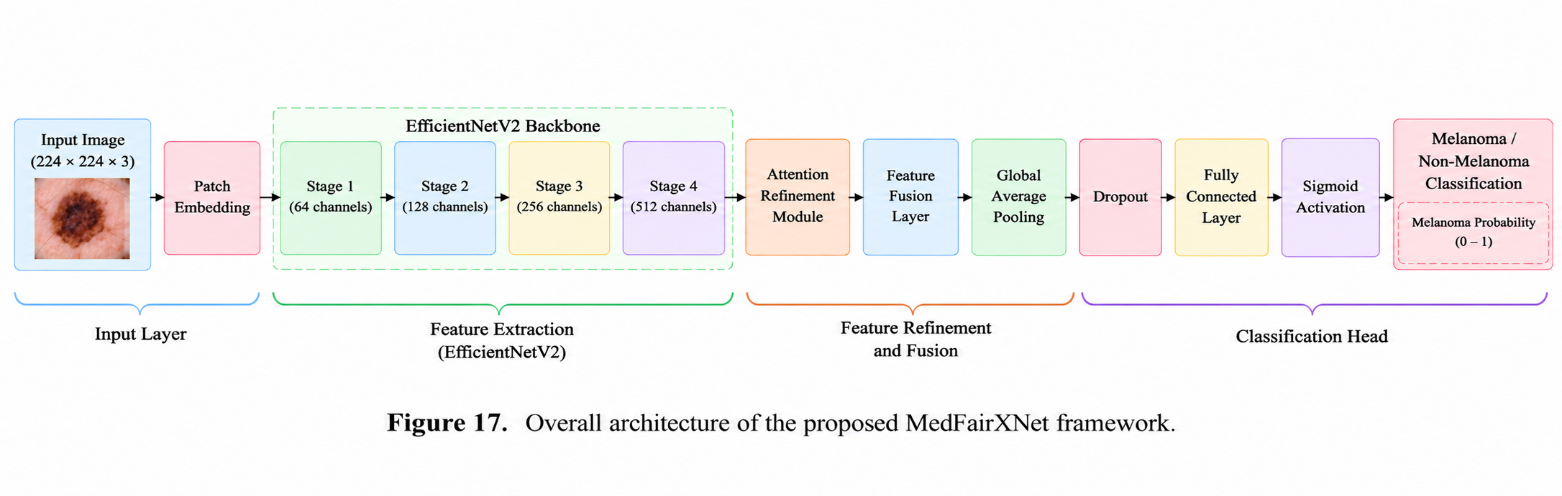 Input Image
(224 × 224 × 3)
Patch
Embedding
EfficientNetV2 Backbone
Stage 1
(64 channels)
Stage 2
(128 channels)
Stage 3
(256 channels)
Stage 4
(512 channels)
Attention
Refinement
Module
Feature
Fusion
Layer
Global
Average
Pooling
Dropout
Fully
Connected
Layer
Sigmoid
Activation
Melanoma /
Non-Melanoma
Classification
Melanoma Probability
(0 – 1)
Input Layer
Feature Extraction
(EfficientNetV2)
Feature Refinement
and Fusion
Classification Head
Figure 17. Overall architecture of the proposed MedFairXNet framework.